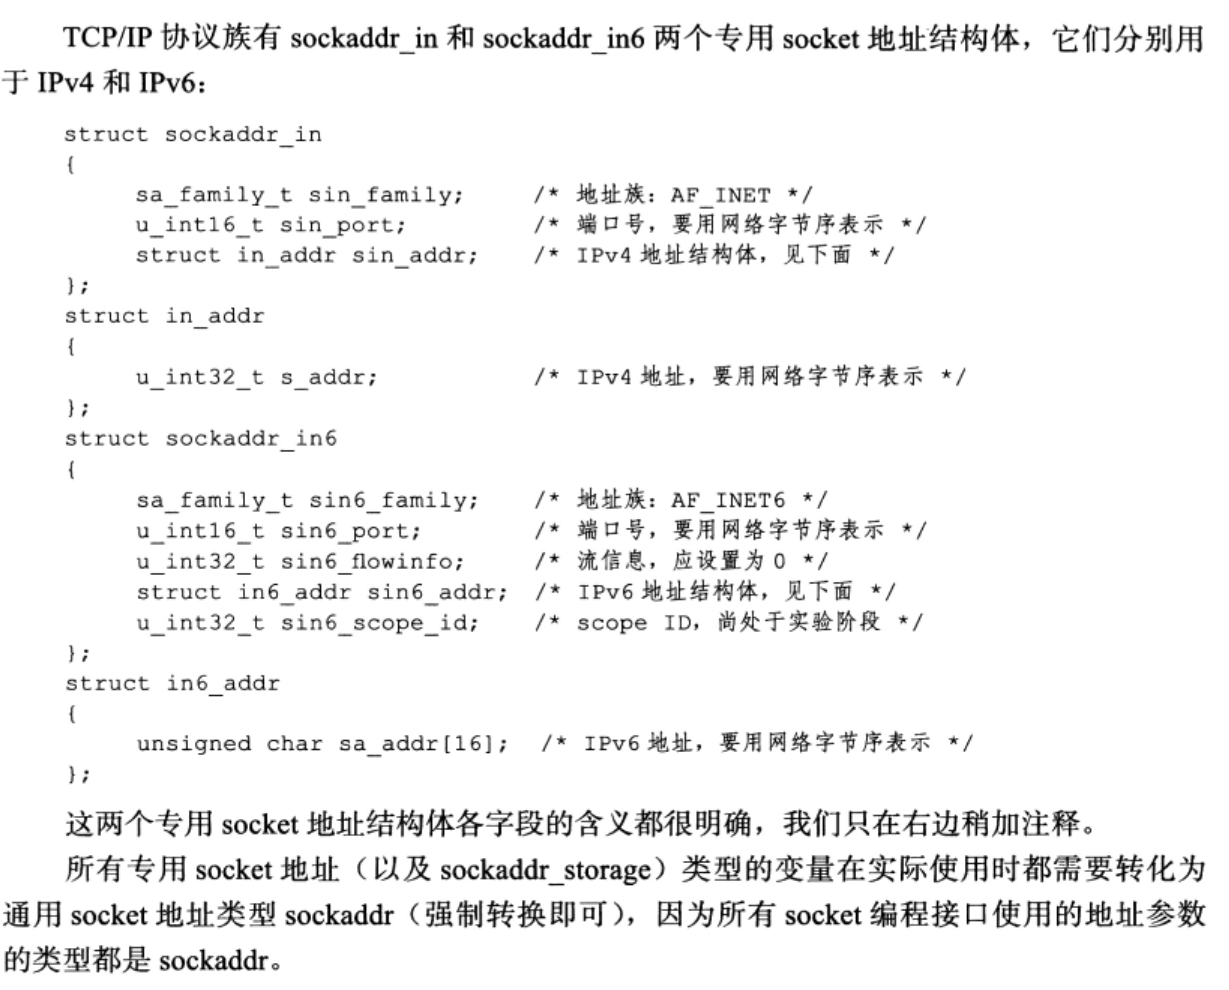 TCP/IP 协议族有 sockaddr_in 和 sockaddr_in6 两个专用 socket 地址结构体，它们分别用
于 IPv4 和 IPv6：
struct sockaddr_in
{
sa_family_t sin_family; /* 地址族：AF_INET */
u_int16_t sin_port; /* 端口号，要用网络字节序表示 */
struct in_addr sin_addr; /* IPv4 地址结构体，见下面 */
};
struct in_addr
{
u_int32_t s_addr; /* IPv4 地址，要用网络字节序表示 */
};
struct sockaddr_in6
{
sa_family_t sin6_family; /* 地址族：AF_INET6 */
u_int16_t sin6_port; /* 端口号，要用网络字节序表示 */
u_int32_t sin6_flowinfo; /* 流信息，应设置为 0 */
struct in6_addr sin6_addr; /* IPv6 地址结构体，见下面 */
u_int32_t sin6_scope_id; /* scope ID，尚处于实验阶段 */
};
struct in6_addr
{
unsigned char sa_addr[16]; /* IPv6 地址，要用网络字节序表示 */
};
这两个专用 socket 地址结构体各字段的含义都很明确，我们只在右边稍加注释。
所有专用 socket 地址（以及 sockaddr_storage）类型的变量在实际使用时都需要转化为
通用 socket 地址类型 sockaddr（强制转换即可），因为所有 socket 编程接口使用的地址参数
的类型都是 sockaddr。